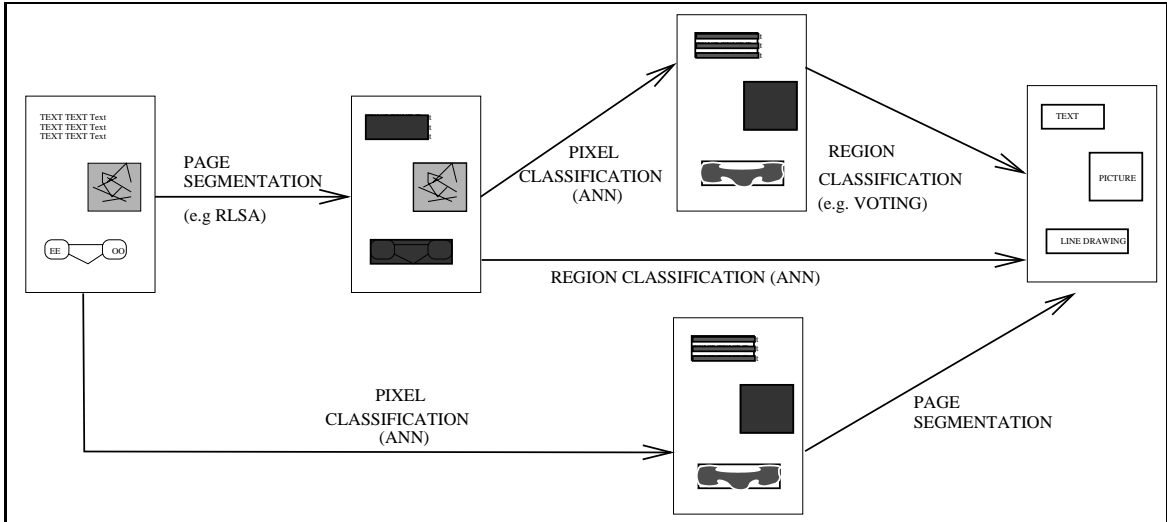 TEXT TEXT Text
TEXT TEXT Text
TEXT TEXT Text
EE
OO
PAGE
SEGMENTATION
(e.g RLSA)
PIXEL
CLASSIFICATION
(ANN)
REGION
CLASSIFICATION
(e.g. VOTING)
REGION CLASSIFICATION (ANN)
TEXT
PICTURE
LINE DRAWING
PIXEL
CLASSIFICATION
(ANN)
PAGE
SEGMENTATION